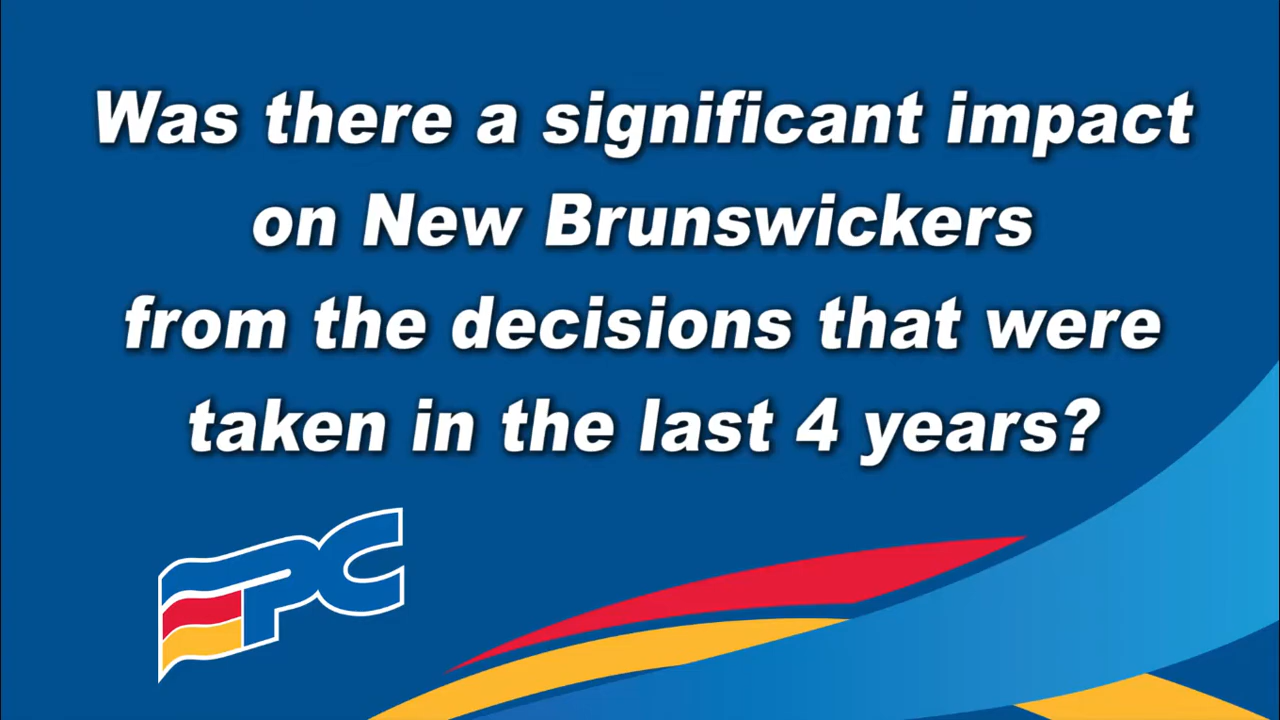 Was there a significant impact
on New Brunswickers
from the decisions that were
taken in the last 4 years?
PC